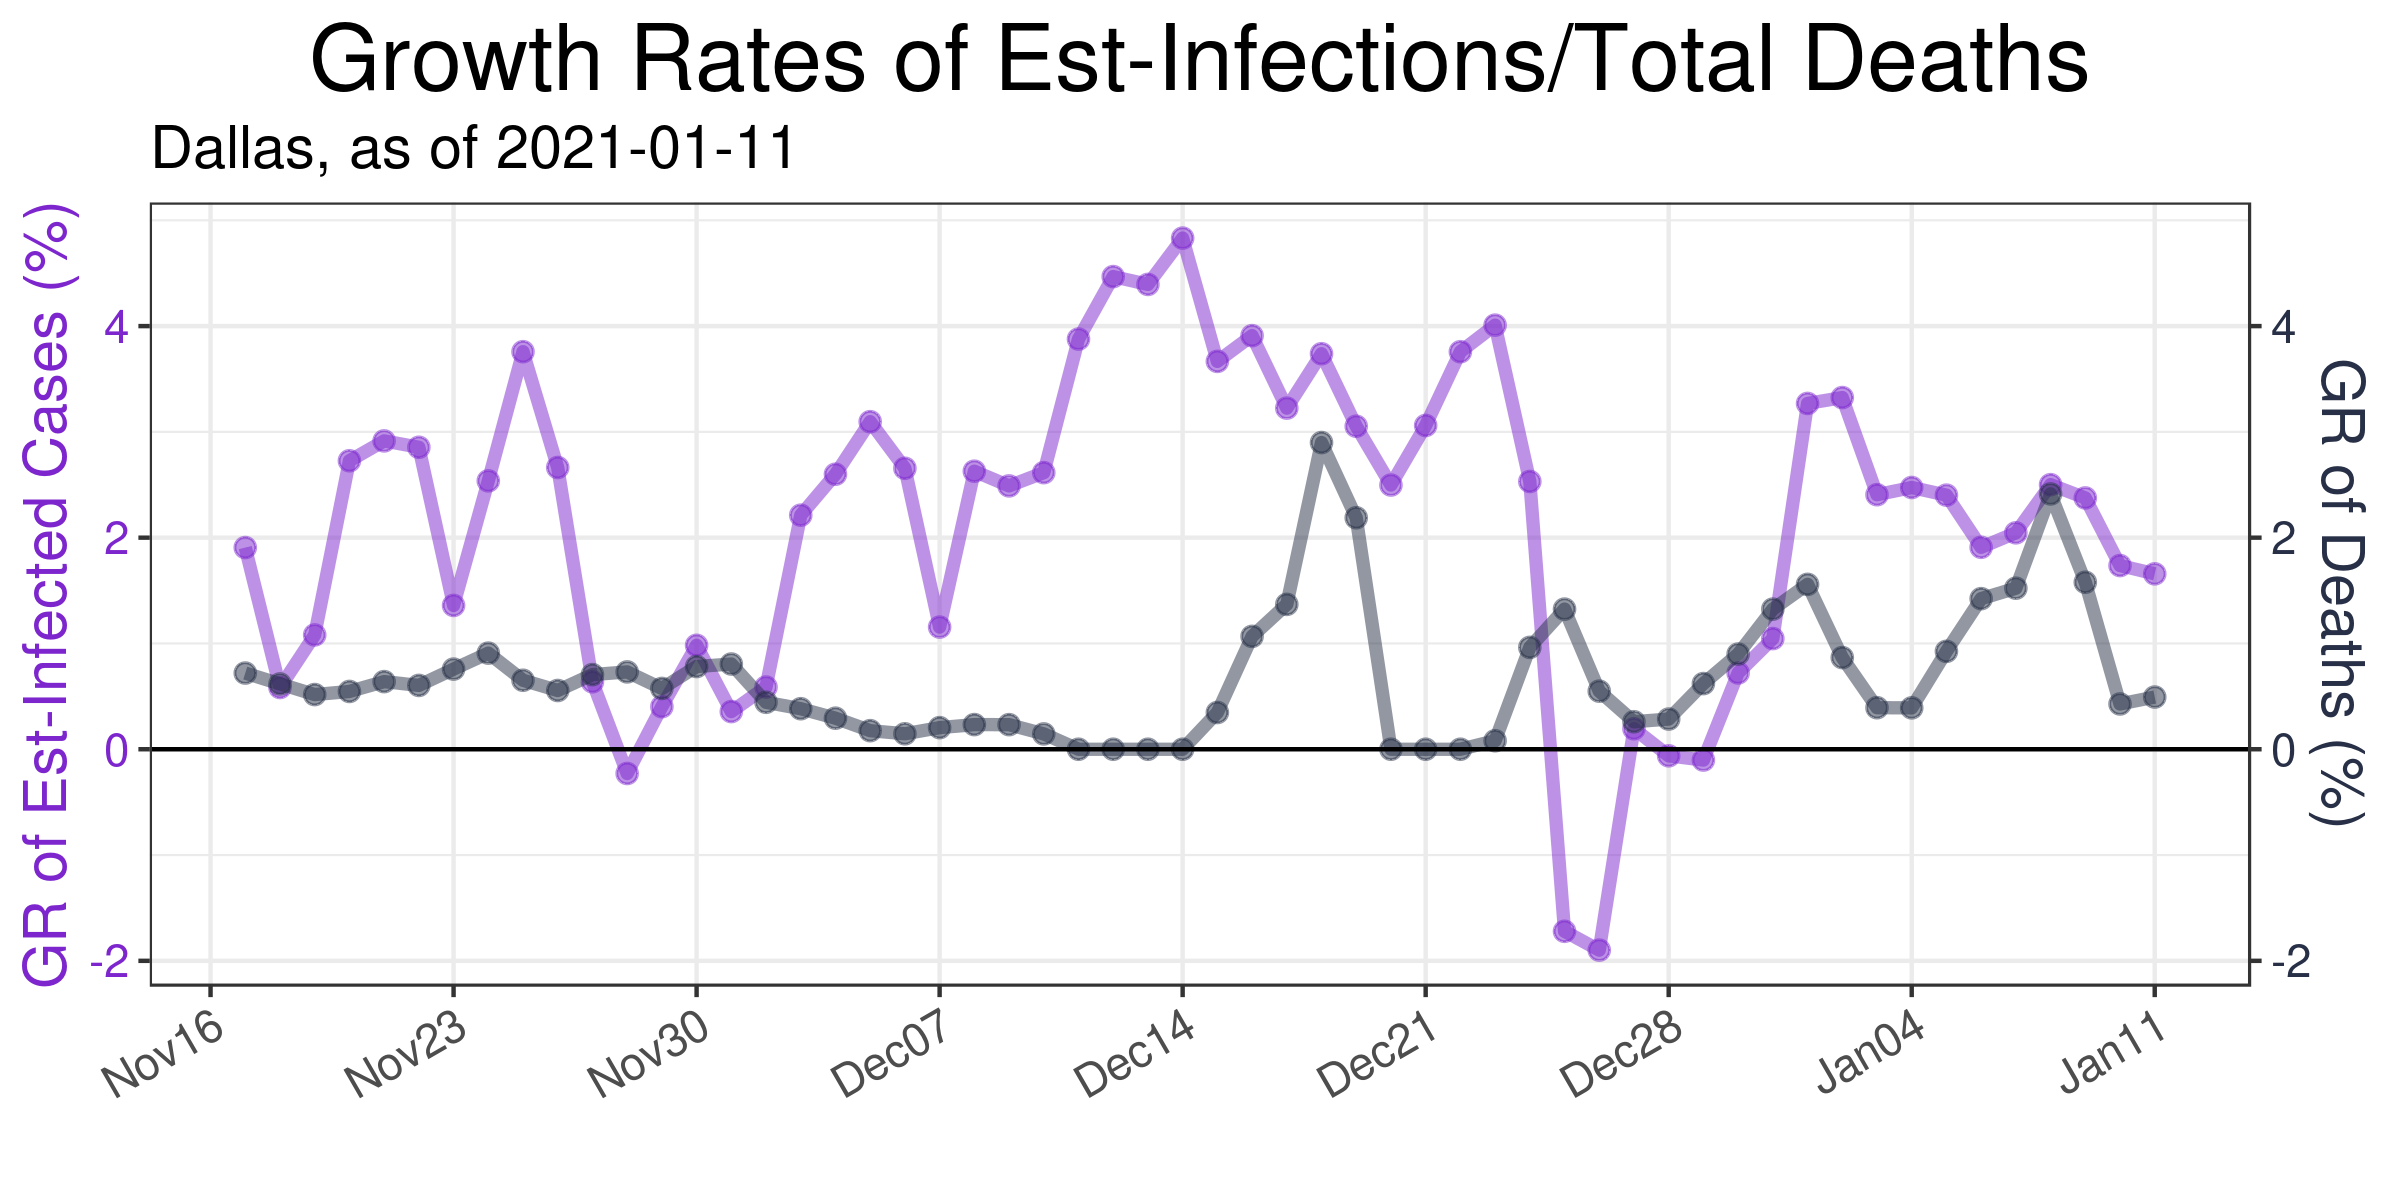 Growth Rates of Est-Infections/Total Deaths
Dallas, as of 2021-01-11
GR of Est-Infected Cases (%)
4
2
0
-2
4
2
0
-2
GR of Deaths (%)
Nov16
Nov23
Nov30
Dec07
Dec14
Dec21
Dec28
Jan04
Jan11